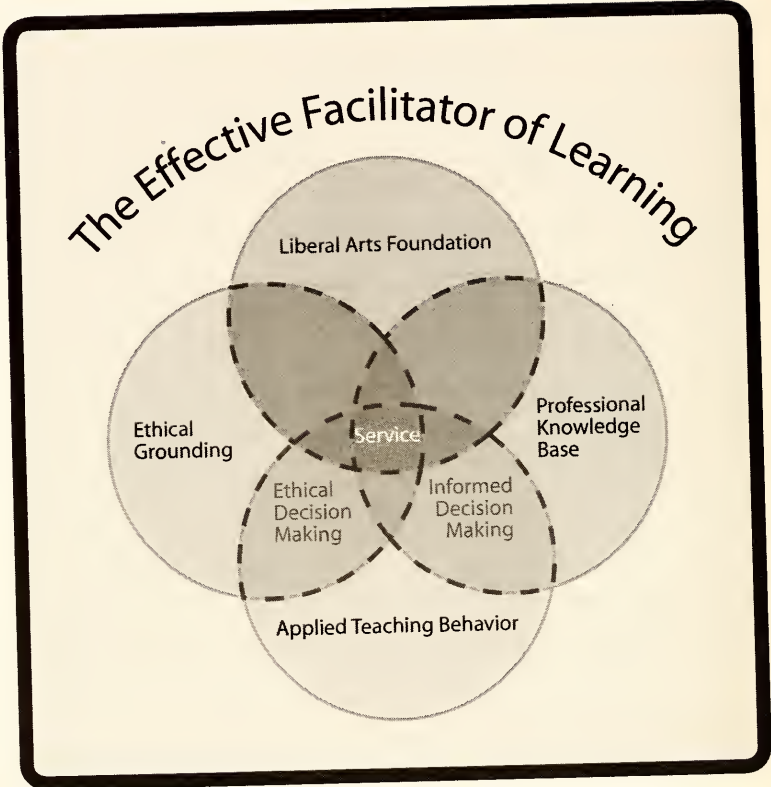 The Effective Facilitator of Learning
Liberal Arts Foundation
Ethical
Grounding
Professional
Knowledge
Base
Service
Ethical
Decision
Making
Informed
Decision
Making
Applied Teaching Behavior